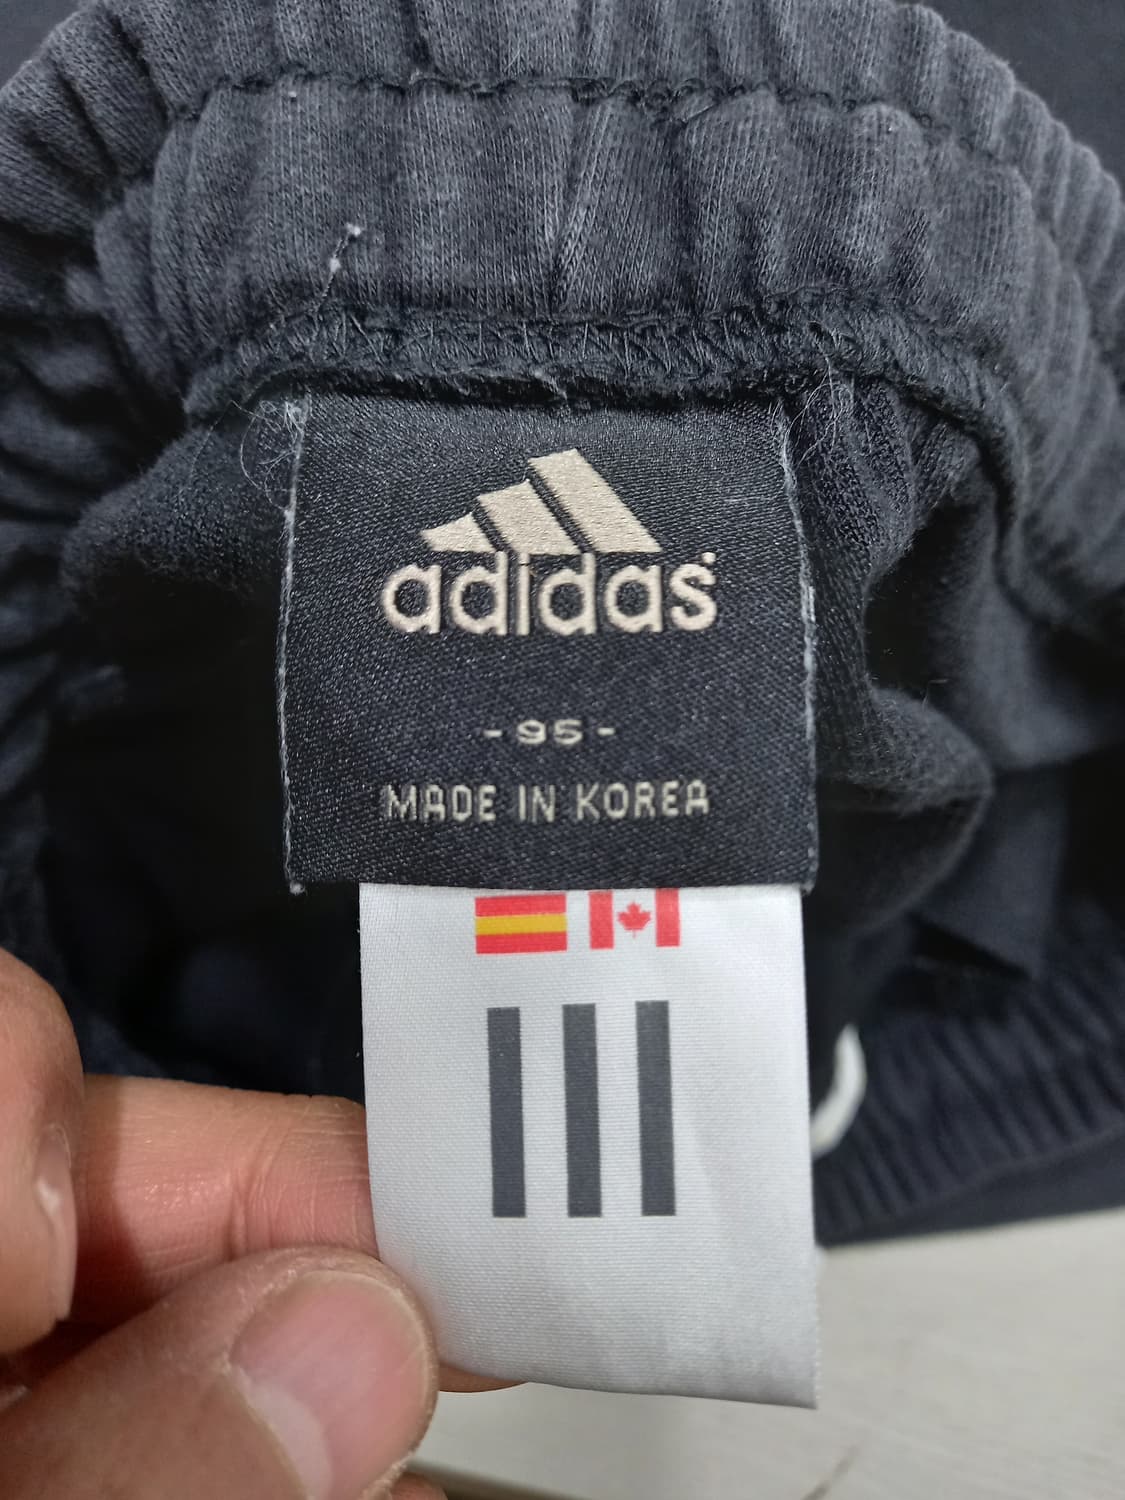 adidas
- 95 -
MADE IN KOREA